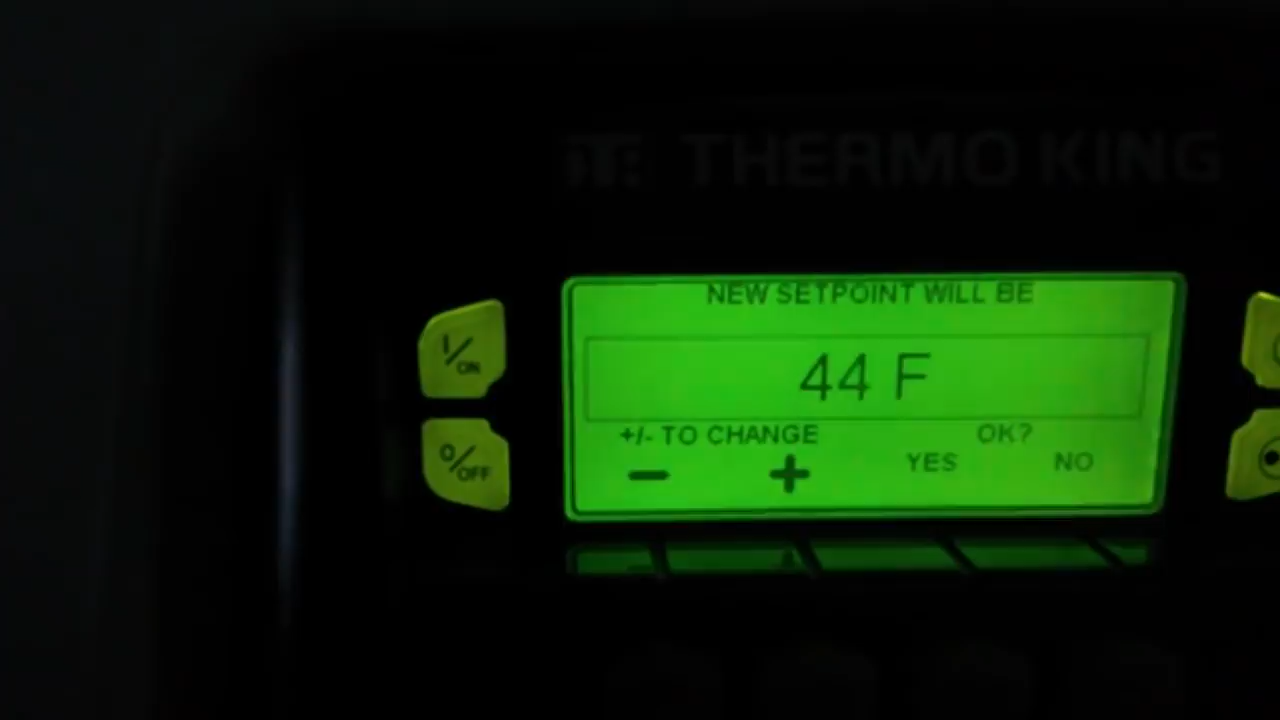 THERMO KING
NEW SETPOINT WILL BE
I/ON
44 F
+/- TO CHANGE OK?
O/OFF
− + YES NO